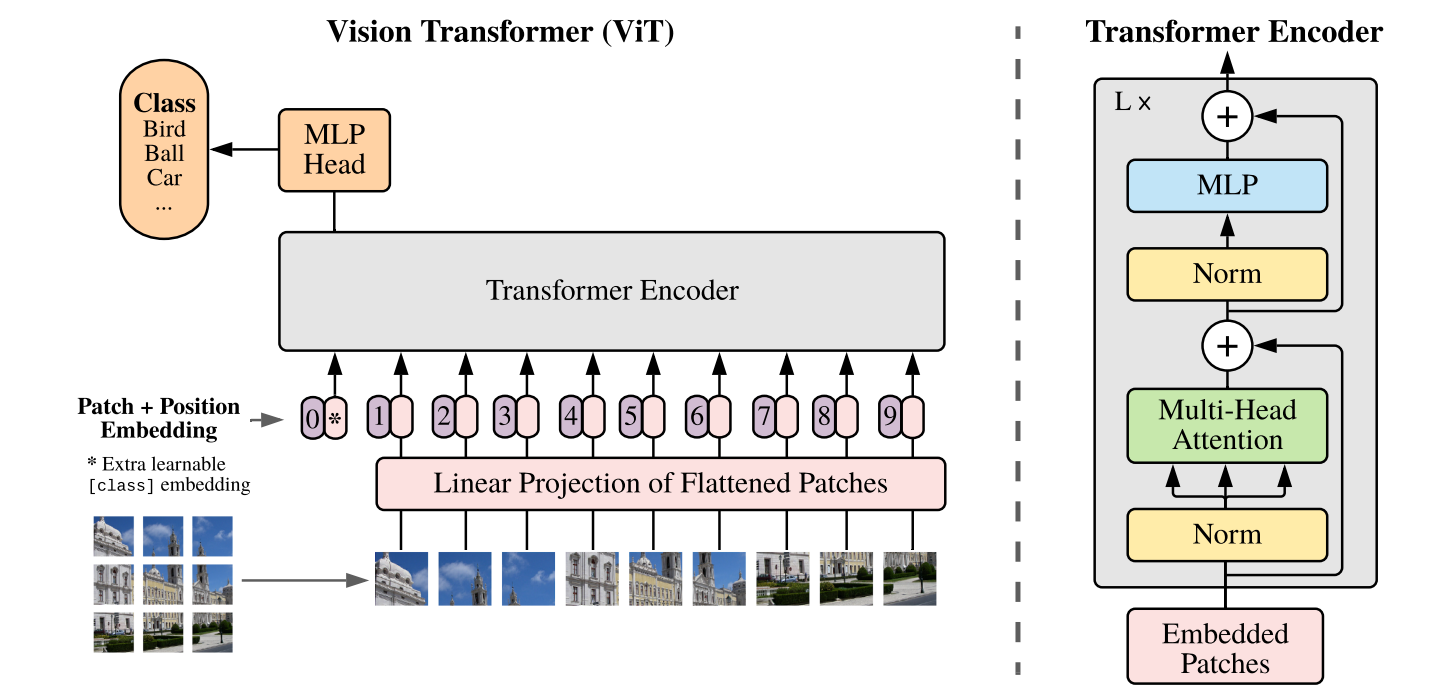 Vision Transformer (ViT)
Class
Bird
Ball
Car
...
MLP
Head
Transformer Encoder
Patch + Position
Embedding
0 * 1 2 3 4 5 6 7 8 9
* Extra learnable
[class] embedding
Linear Projection of Flattened Patches
Transformer Encoder
L ×
+
MLP
Norm
+
Multi-Head
Attention
Norm
Embedded
Patches